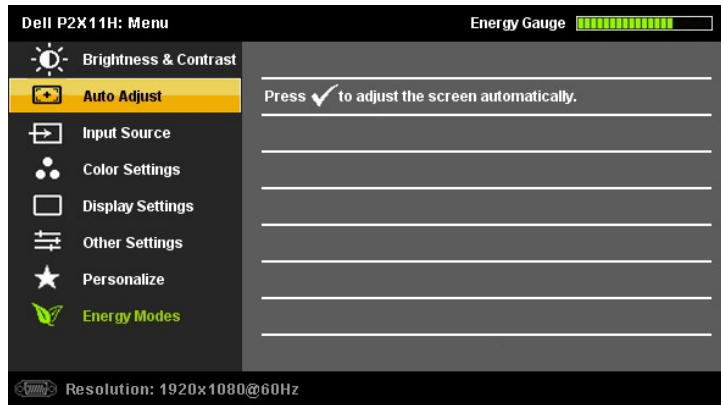 Dell P2X11H: Menu
Energy Gauge
Brightness & Contrast
Auto Adjust
Press ✓ to adjust the screen automatically.
Input Source
Color Settings
Display Settings
Other Settings
Personalize
Energy Modes
Resolution: 1920x1080@60Hz